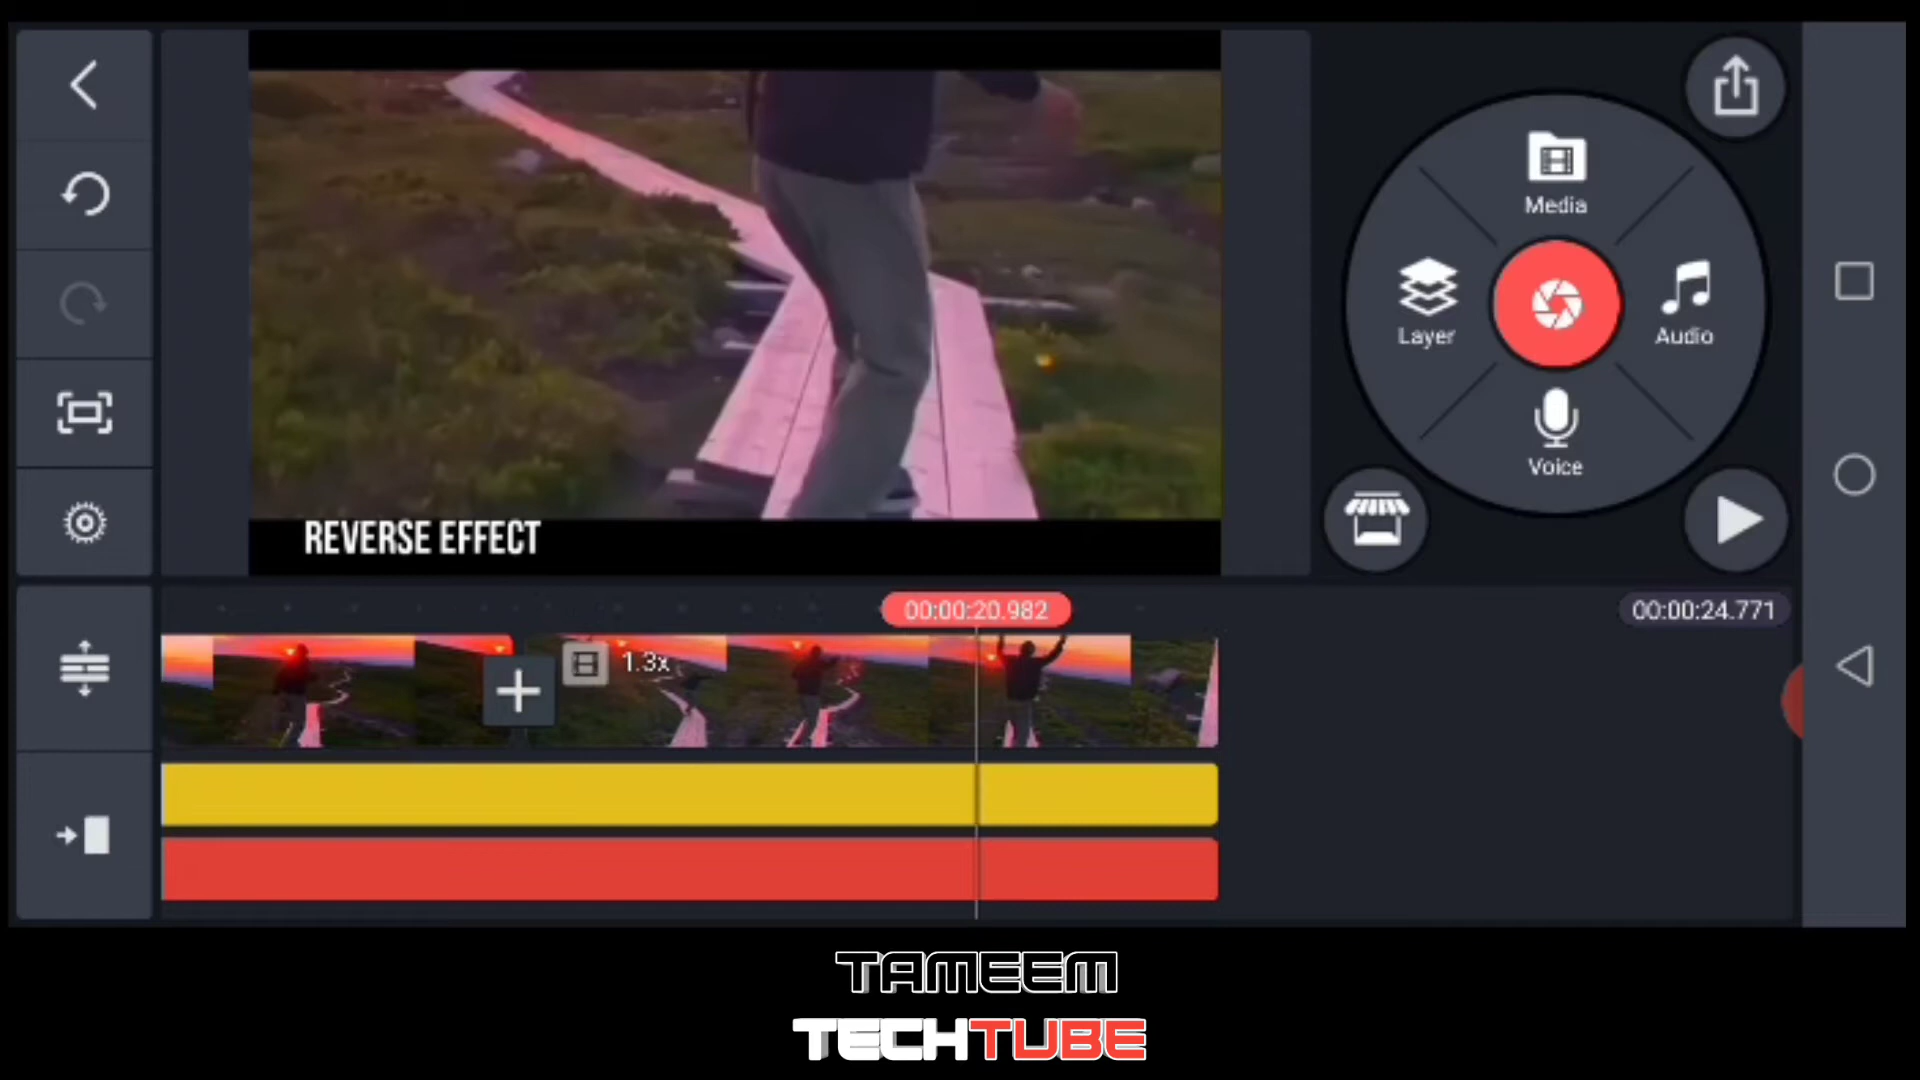 Media
Layer
Audio
Voice
REVERSE EFFECT
00:00:20.982
00:00:24.771
1.3x
TAMEEM
TECHTUBE